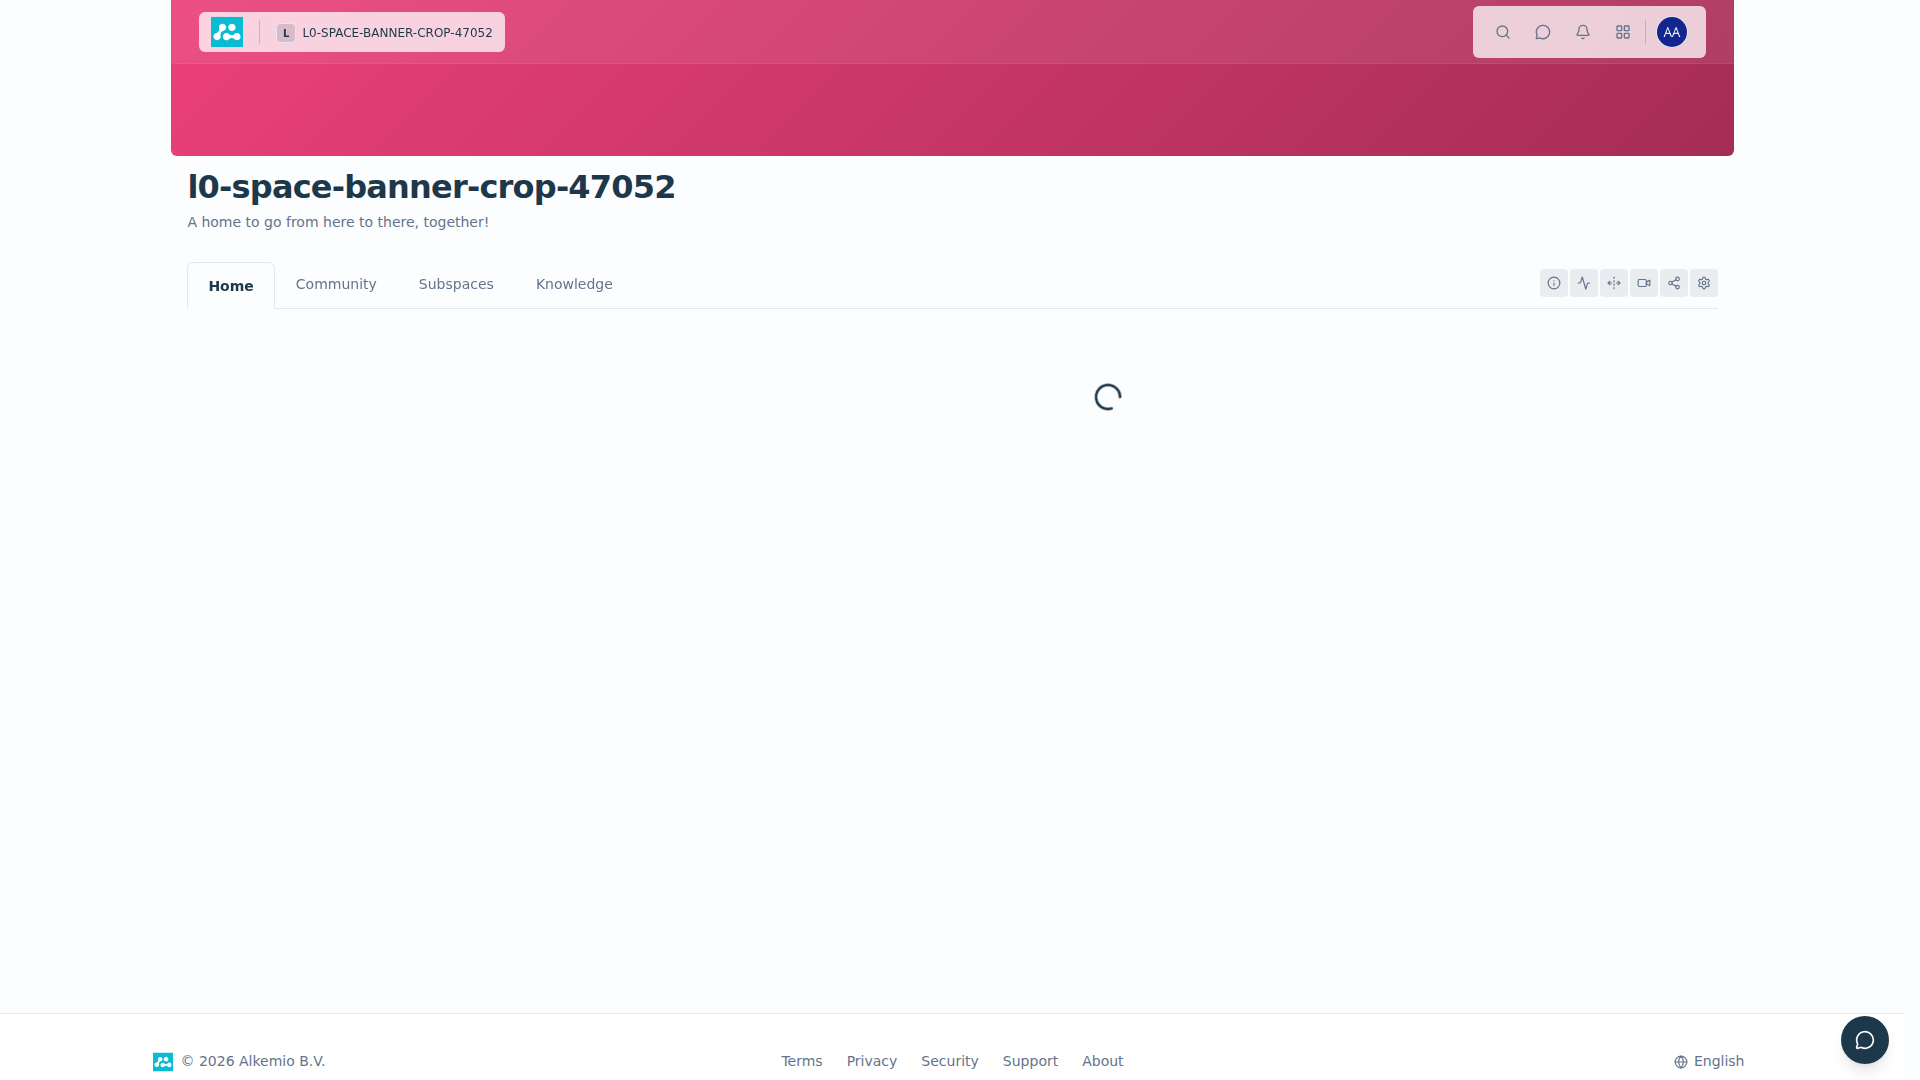 L L0-SPACE-BANNER-CROP-47052
AA
l0-space-banner-crop-47052
A home to go from here to there, together!
Home
Community
Subspaces
Knowledge
© 2026 Alkemio B.V.
Terms
Privacy
Security
Support
About
English